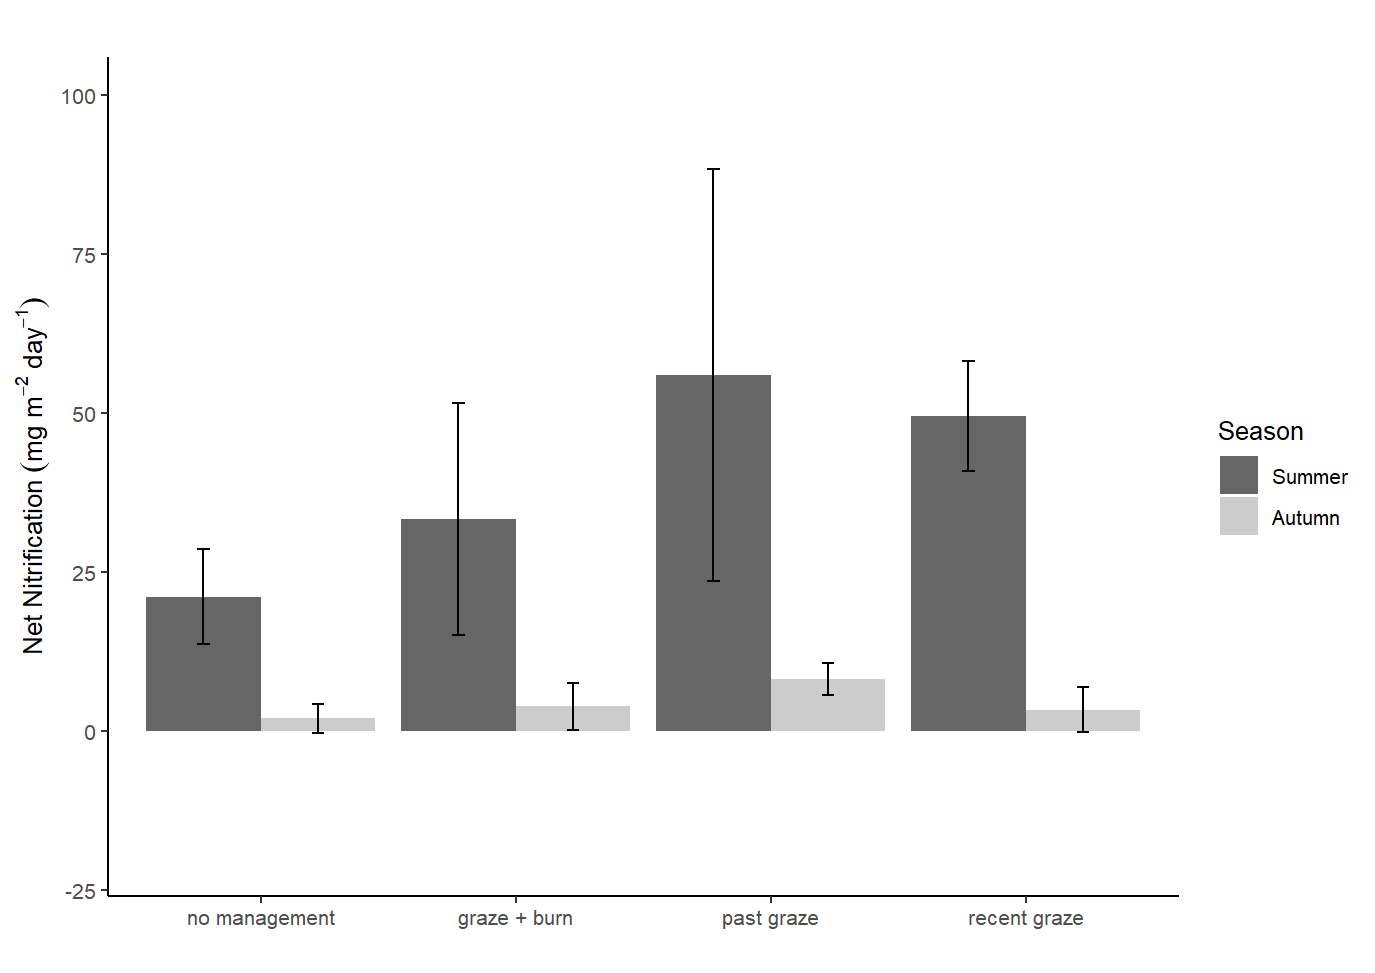 Net Nitrification (mg m⁻² day⁻¹)
100
75
50
25
0
-25
no management
graze + burn
past graze
recent graze
Season
Summer
Autumn